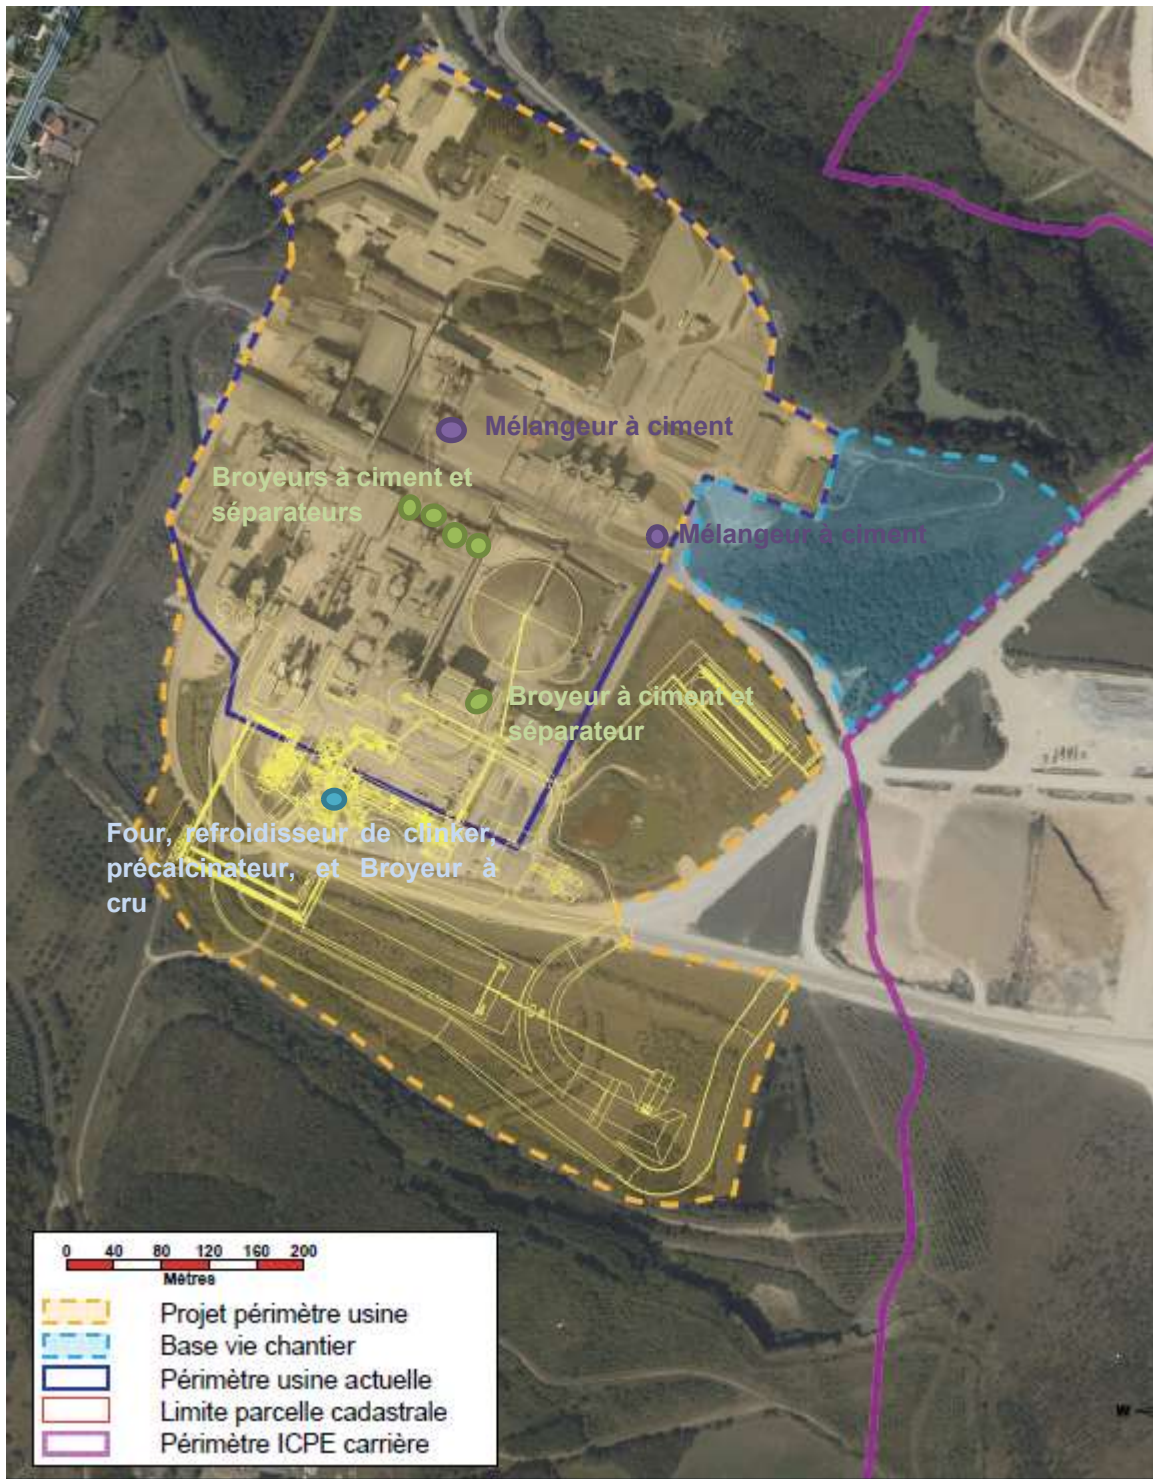 Mélangeur à ciment
Broyeurs à ciment et
séparateurs
Mélangeur à ciment
Broyeur à ciment et
séparateur
Four, refroidisseur de clinker,
précalcinateur, et Broyeur à
cru
0 40 80 120 160 200
Mètres
Projet périmètre usine
Base vie chantier
Périmètre usine actuelle
Limite parcelle cadastrale
Périmètre ICPE carrière
W